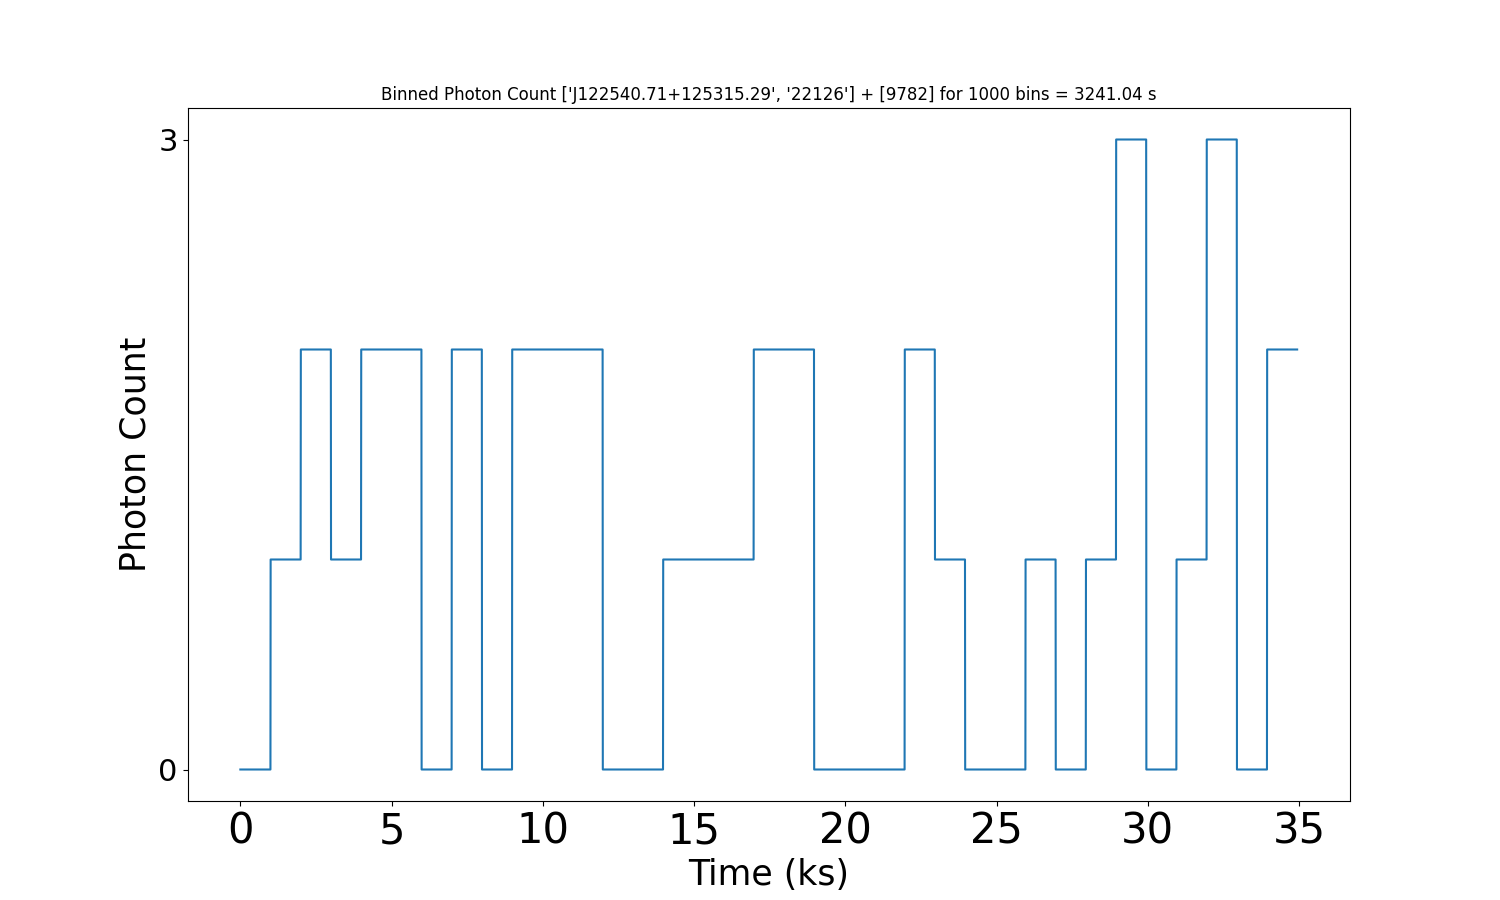 Binned Photon Count ['J122540.71+125315.29', '22126'] + [9782] for 1000 bins = 3241.04 s
3
Photon Count
0
0 5 10 15 20 25 30 35
Time (ks)